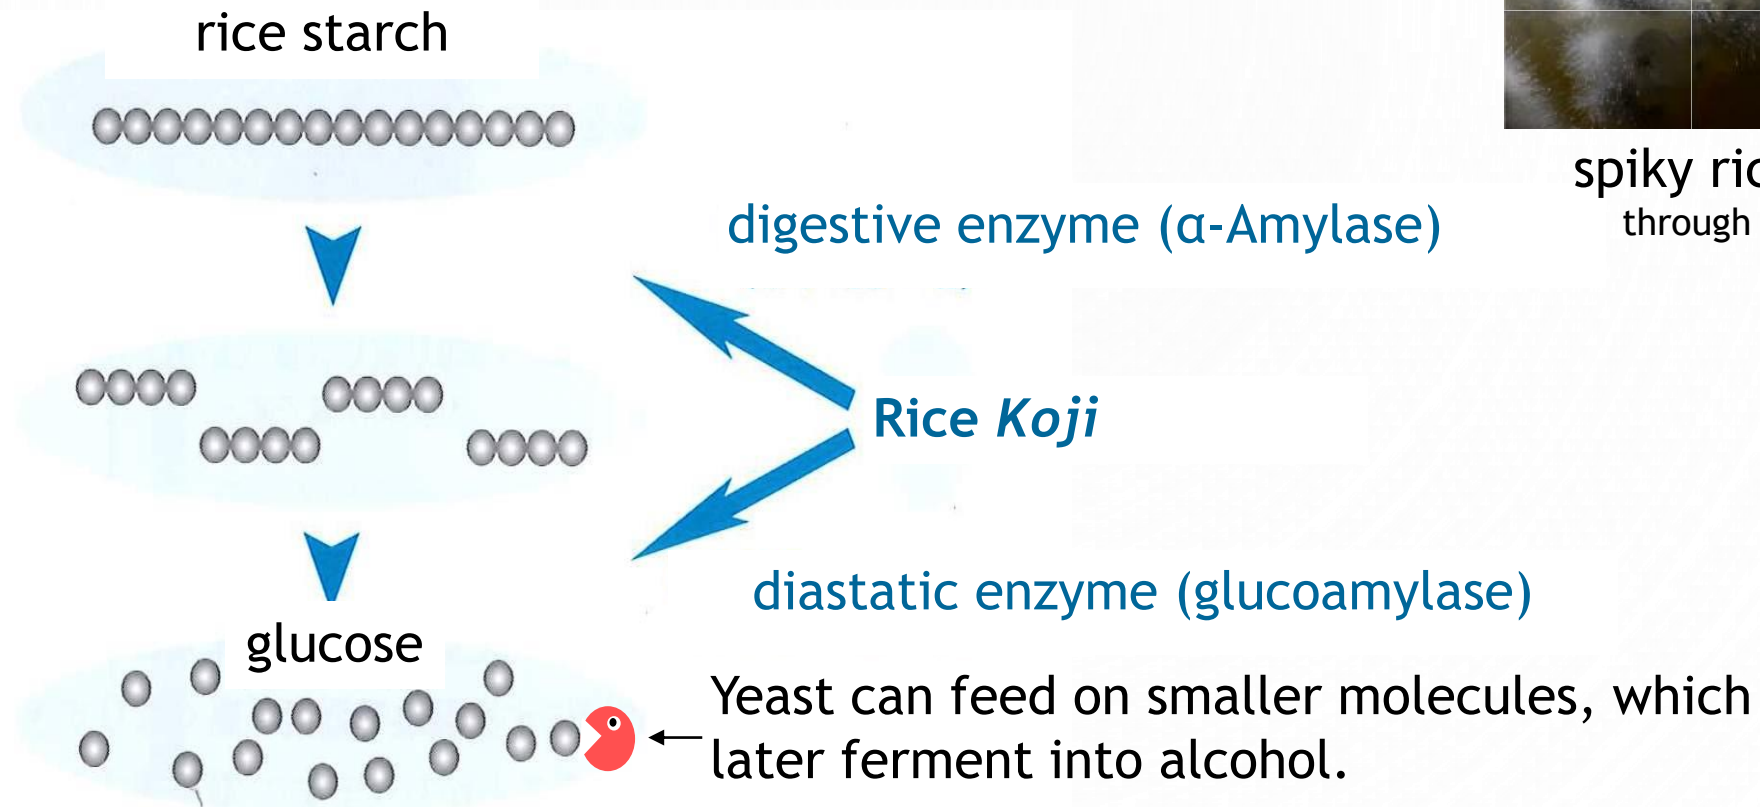 rice starch
spiky
through
digestive enzyme (α-Amylase)
Rice Koji
diastatic enzyme (glucoamylase)
glucose
Yeast can feed on smaller molecules, which
later ferment into alcohol.